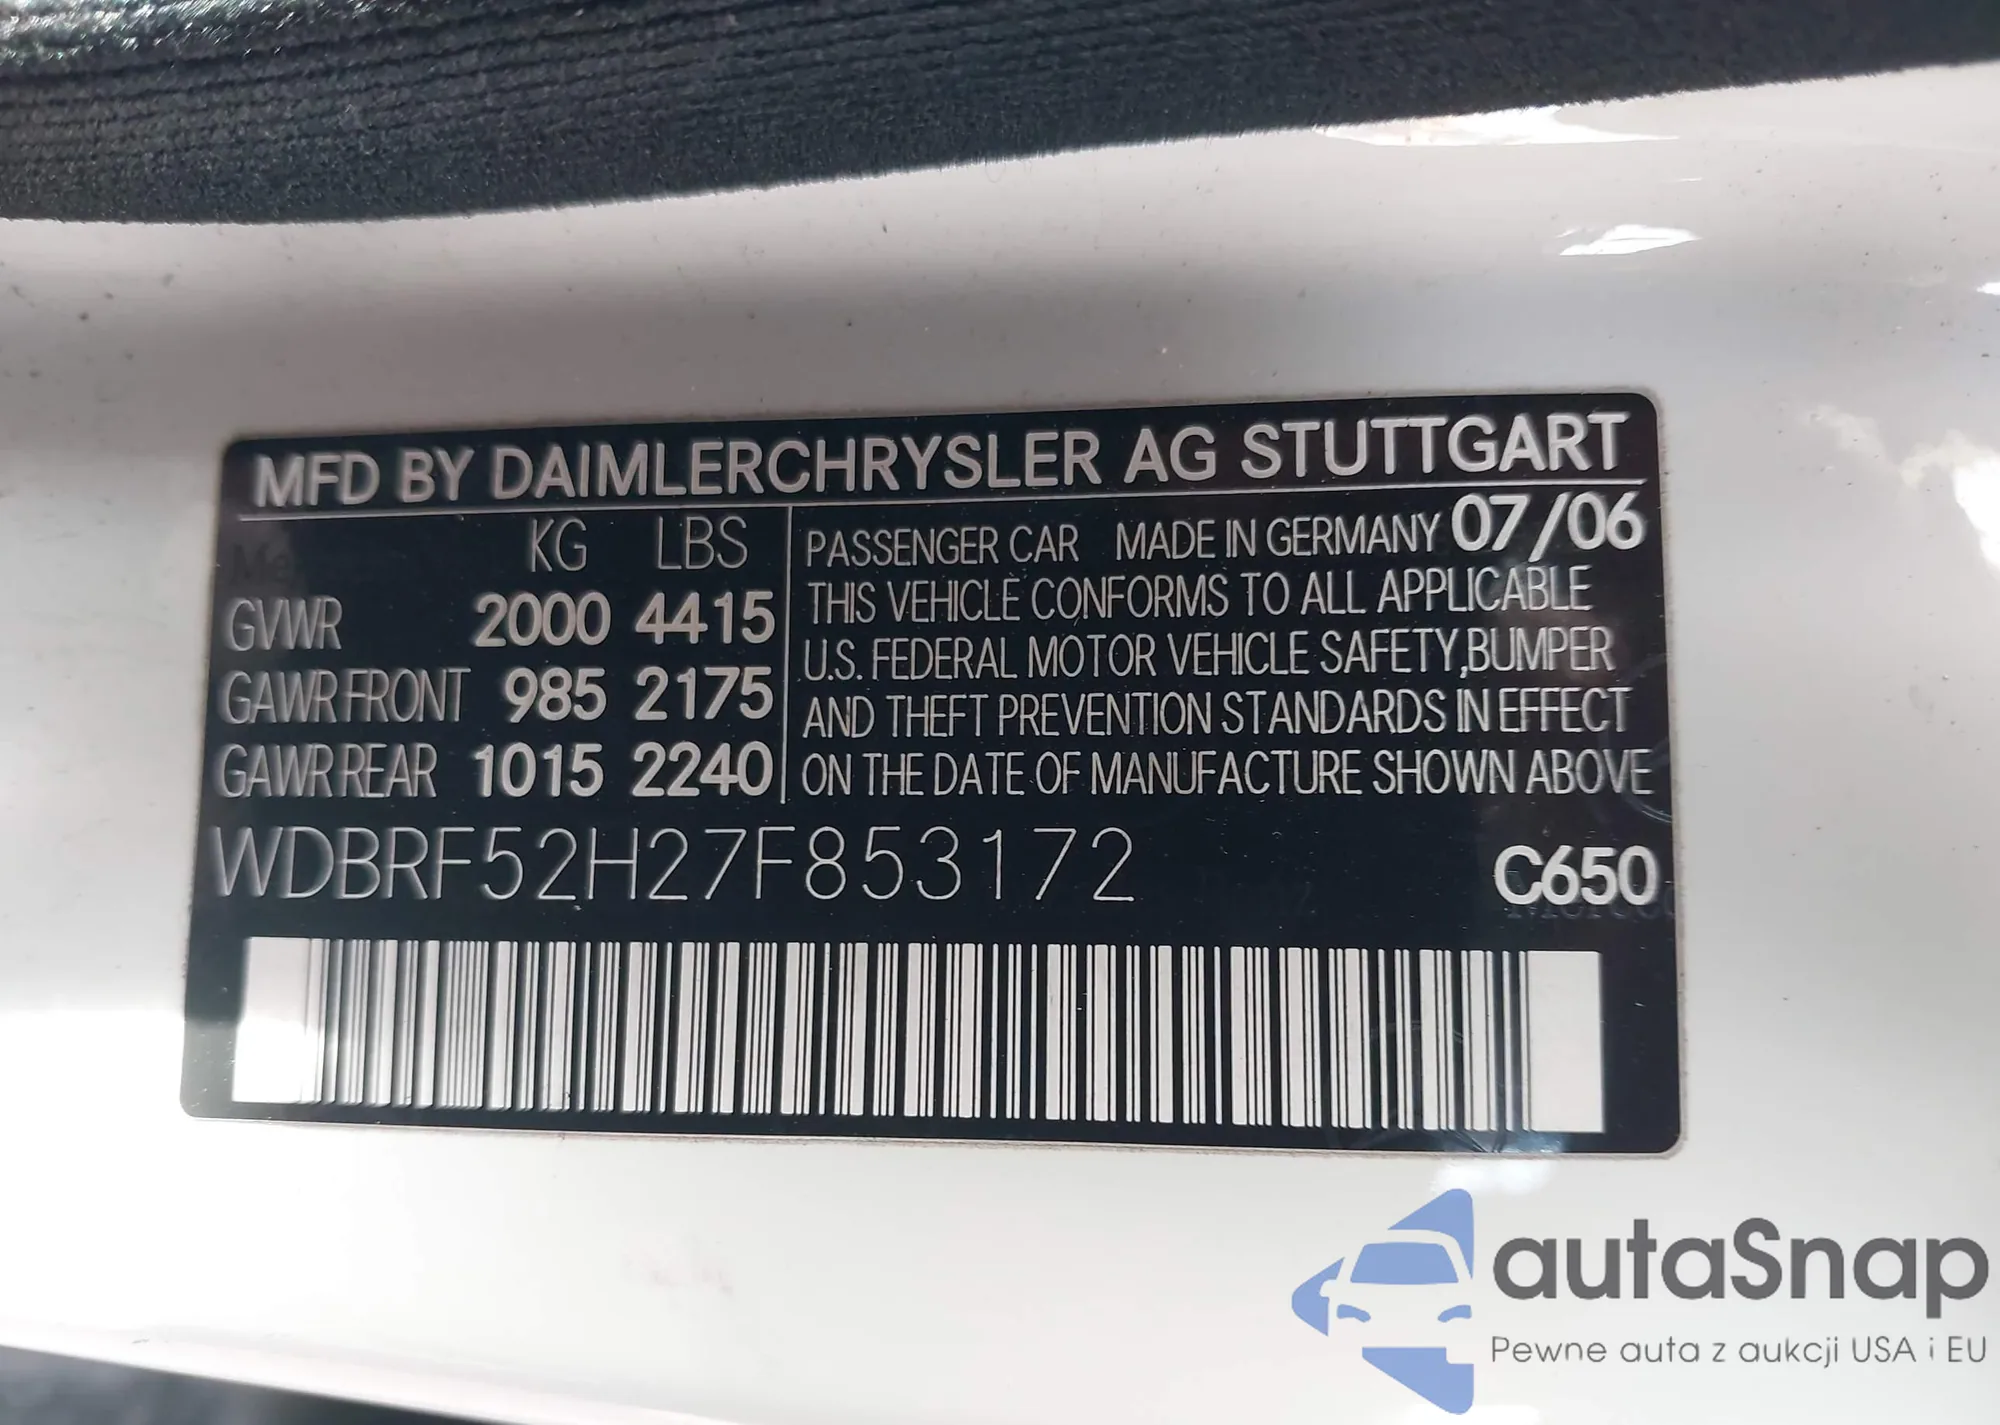 MFD BY DAIMLERCHRYSLER AG STUTTGART
KG LBS
GVWR 2000 4415
GAWR FRONT 985 2175
GAWR REAR 1015 2240
PASSENGER CAR MADE IN GERMANY 07/06
THIS VEHICLE CONFORMS TO ALL APPLICABLE
U.S. FEDERAL MOTOR VEHICLE SAFETY,BUMPER
AND THEFT PREVENTION STANDARDS IN EFFECT
ON THE DATE OF MANUFACTURE SHOWN ABOVE
WDBRF52H27F853172 C650
autaSnap
Pewne auta z aukcji USA i EU